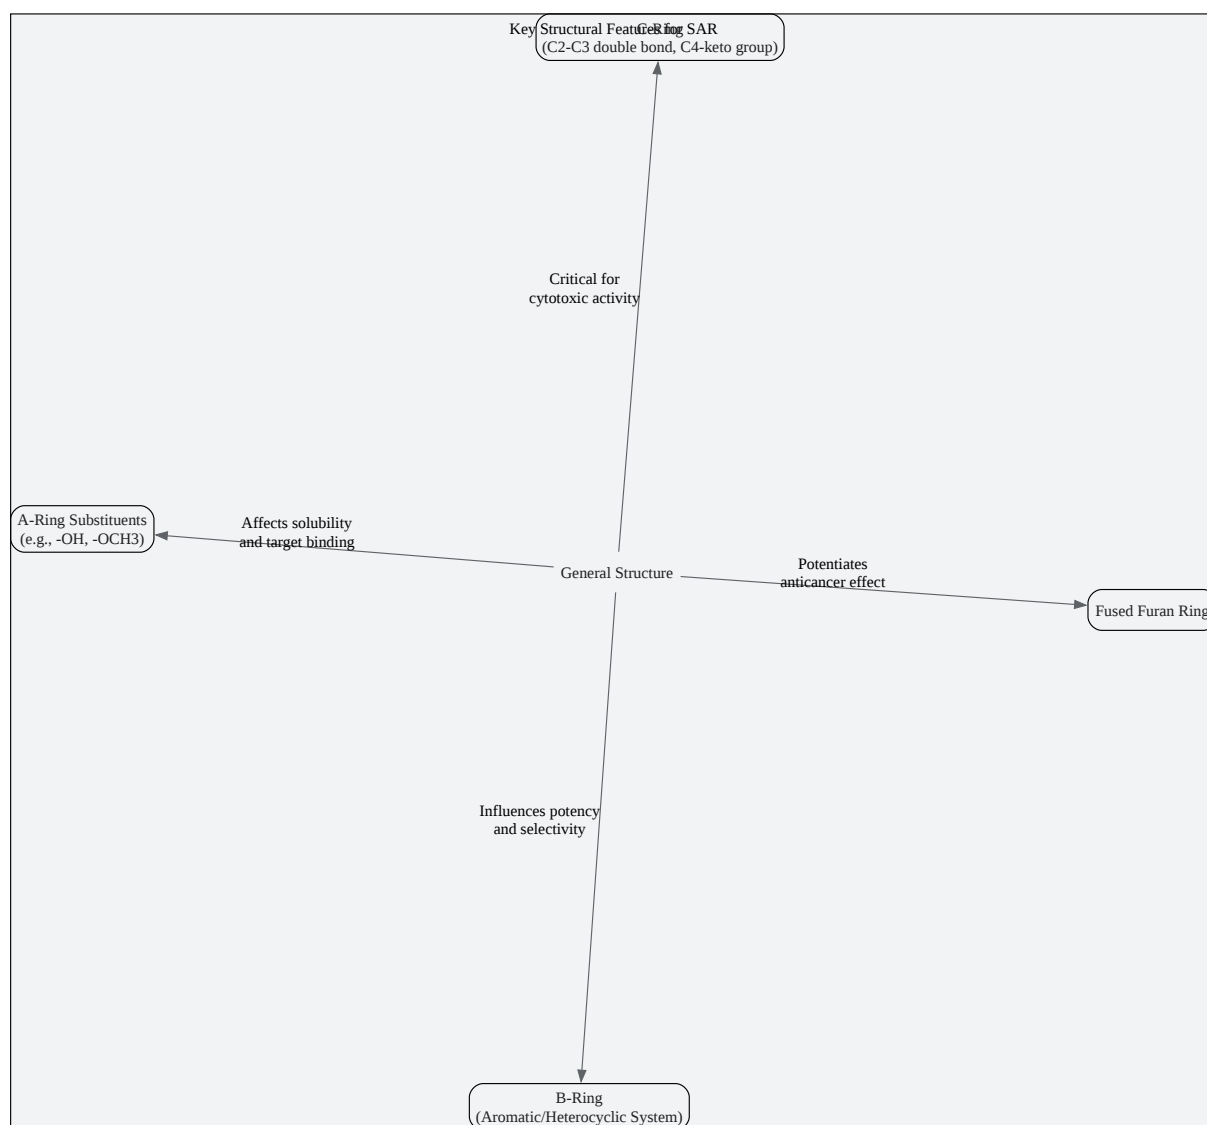 Key Structural Features for SAR
C-Ring
(C2-C3 double bond, C4-keto group)
Critical for
cytotoxic activity
A-Ring Substituents
(e.g., -OH, -OCH3)
Affects solubility
and target binding
General Structure
Potentiates
anticancer effect
Fused Furan Ring
Influences potency
and selectivity
B-Ring
(Aromatic/Heterocyclic System)